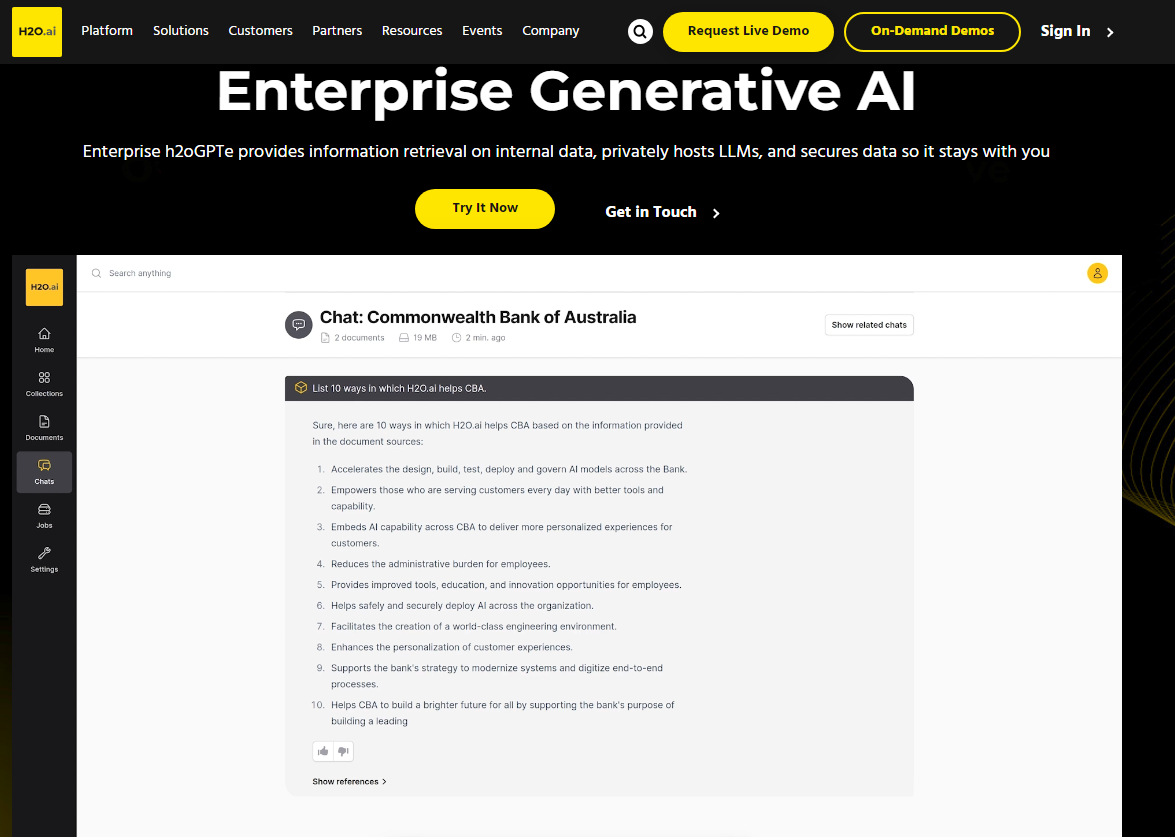 H2O.ai Platform Solutions Customers Partners Resources Events Company Request Live Demo On-Demand Demos Sign In
Enterprise Generative AI
Enterprise h2oGPTe provides information retrieval on internal data, privately hosts LLMs, and secures data so it stays with you
Try It Now Get in Touch
Search anything
H2O.ai
Home
Collections
Documents
Chats
Jobs
Settings
Chat: Commonwealth Bank of Australia
2 documents 19 MB 2 min. ago
Show related chats
List 10 ways in which H2O.ai helps CBA.
Sure, here are 10 ways in which H2O.ai helps CBA based on the information provided
in the document sources:
1. Accelerates the design, build, test, deploy and govern AI models across the Bank.
2. Empowers those who are serving customers every day with better tools and
capability.
3. Embeds AI capability across CBA to deliver more personalized experiences for
customers.
4. Reduces the administrative burden for employees.
5. Provides improved tools, education, and innovation opportunities for employees.
6. Helps safely and securely deploy AI across the organization.
7. Facilitates the creation of a world-class engineering environment.
8. Enhances the personalization of customer experiences.
9. Supports the bank's strategy to modernize systems and digitize end-to-end
processes.
10. Helps CBA to build a brighter future for all by supporting the bank's purpose of
building a leading
Show references